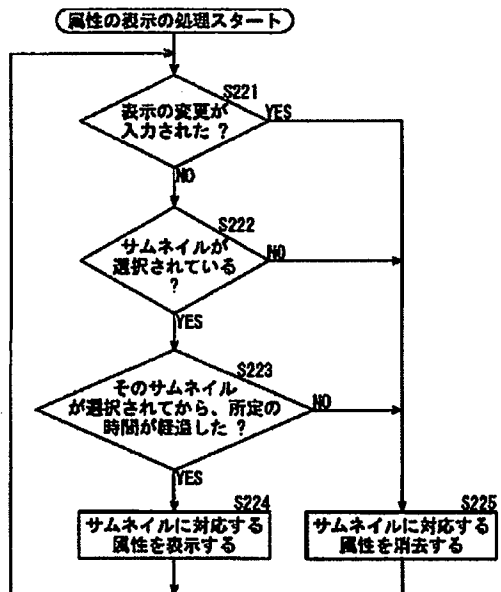 属性の表示の処理スタート
S221
表示の変更が
入力された ?
YES
NO
S222
サムネイルが
選択されている
?
NO
YES
S223
そのサムネイル
が選択されてから、所定の
時間が経過した ?
NO
YES
S224
サムネイルに対応する
属性を表示する
S225
サムネイルに対応する
属性を消去する